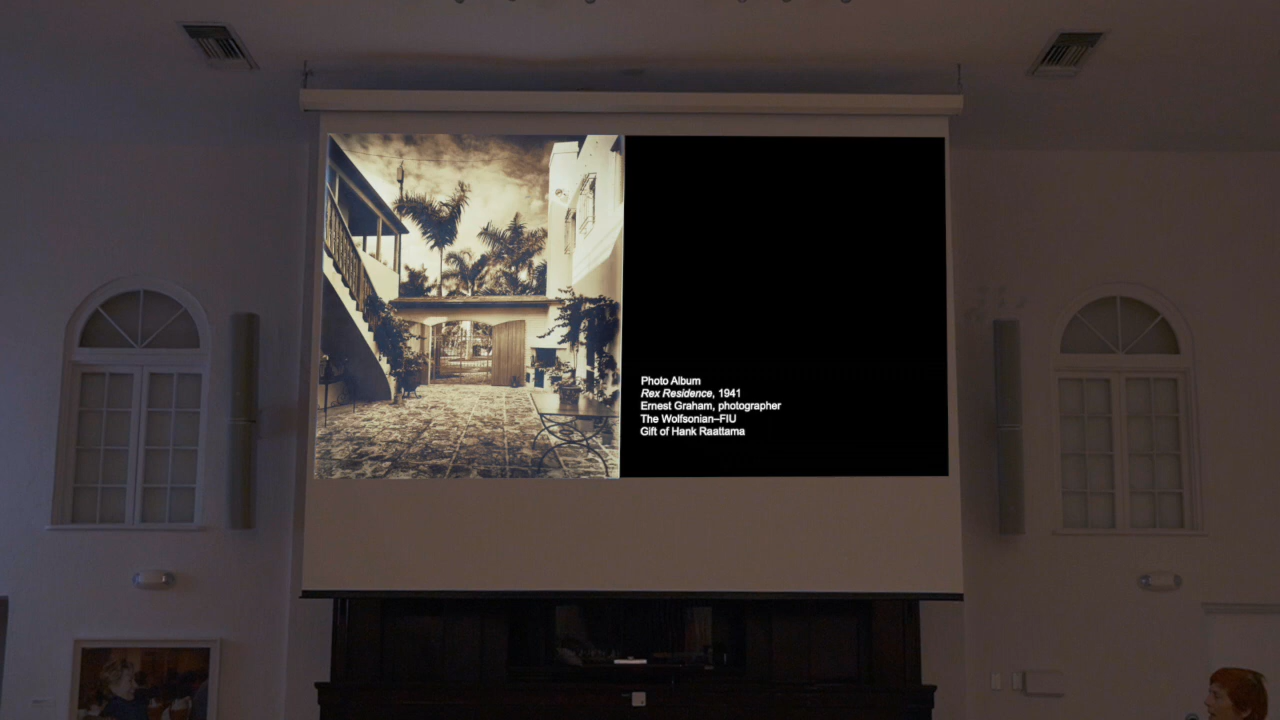 Photo Album
Rex Residence, 1941
Ernest Graham, photographer
The Wolfsonian–FIU
Gift of Hank Raattama